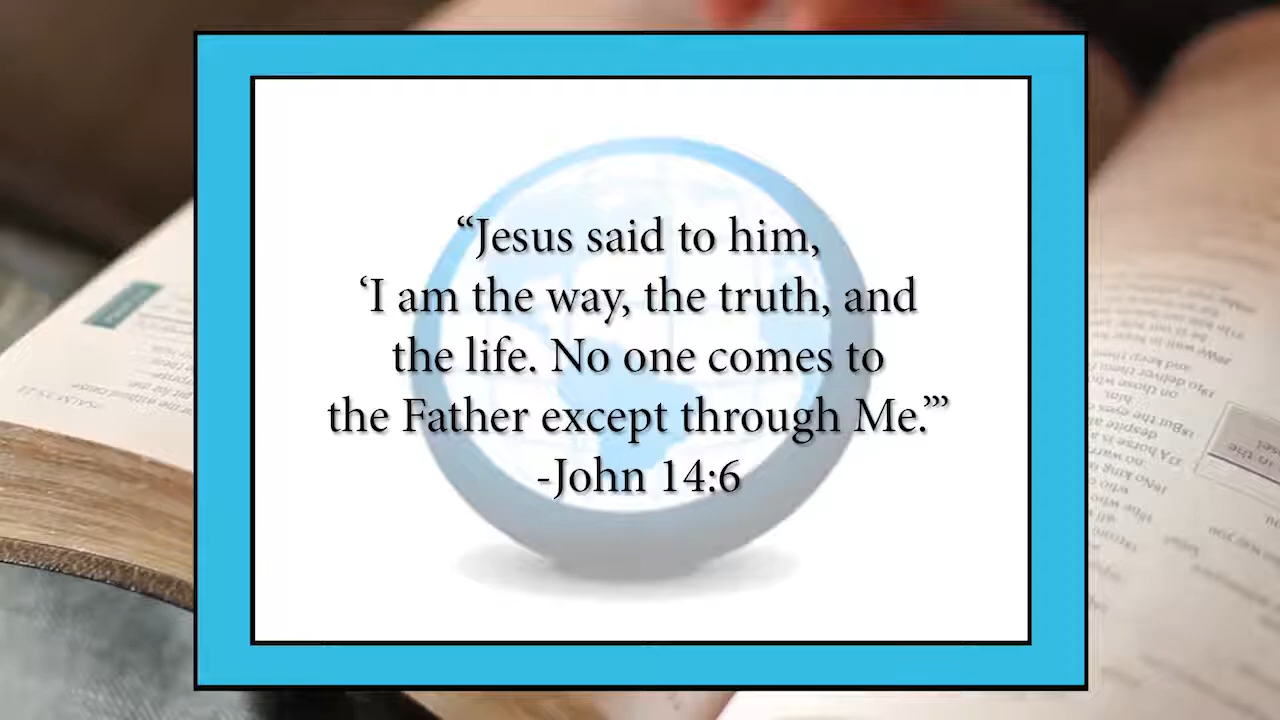 “Jesus said to him,
‘I am the way, the truth, and
the life. No one comes to
the Father except through Me.’”
-John 14:6